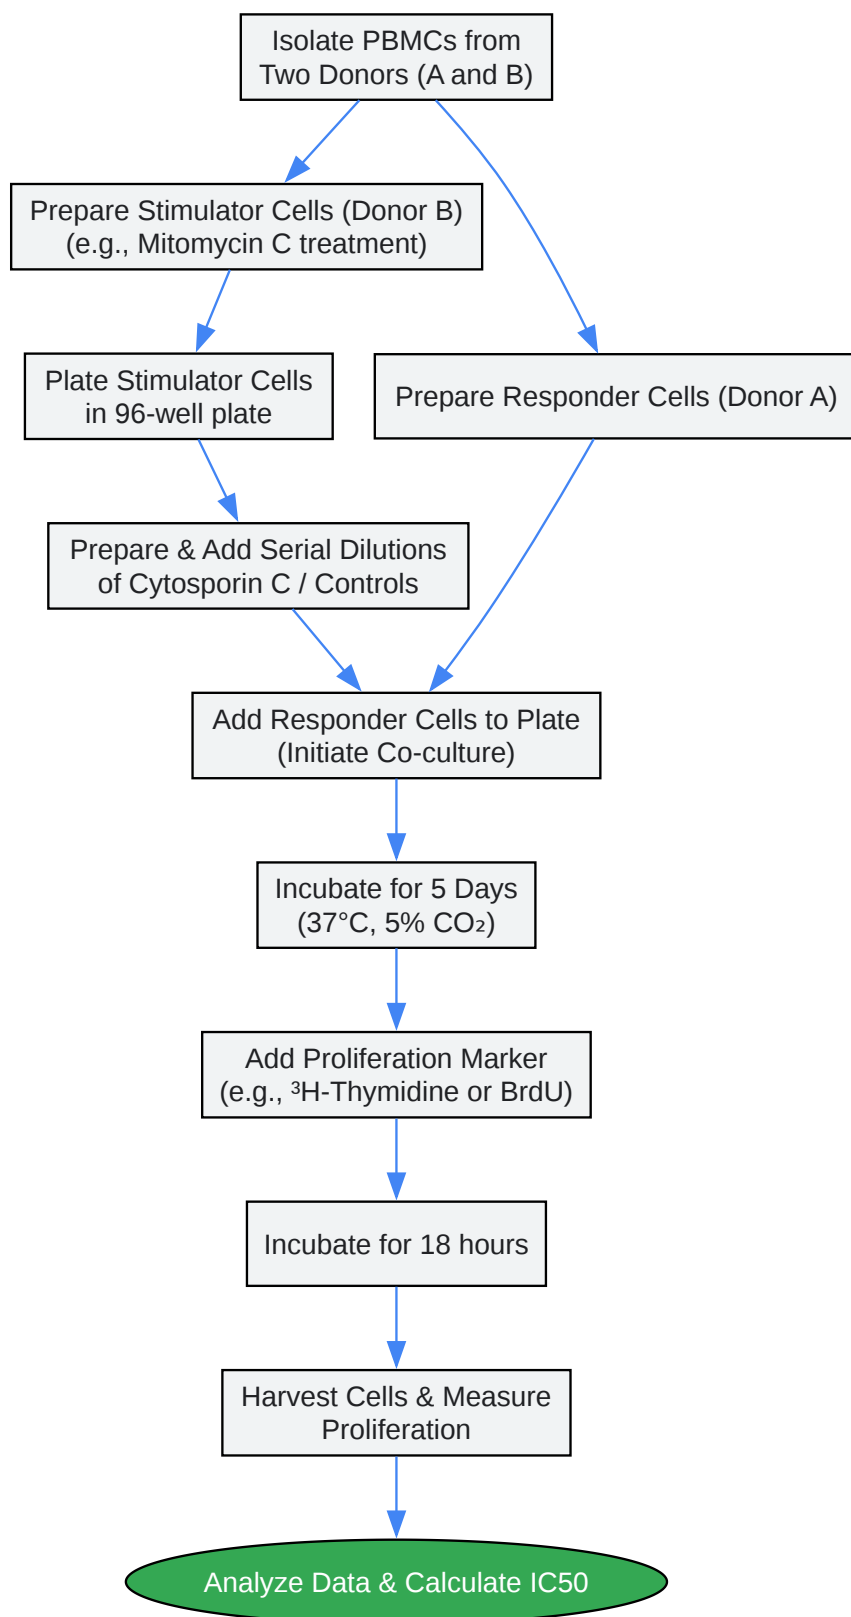 Isolate PBMCs from
Two Donors (A and B)
Prepare Stimulator Cells (Donor B)
(e.g., Mitomycin C treatment)
Plate Stimulator Cells
in 96-well plate
Prepare Responder Cells (Donor A)
Prepare & Add Serial Dilutions
of Cytosporin C / Controls
Add Responder Cells to Plate
(Initiate Co-culture)
Incubate for 5 Days
(37°C, 5% CO₂)
Add Proliferation Marker
(e.g., ³H-Thymidine or BrdU)
Incubate for 18 hours
Harvest Cells & Measure
Proliferation
Analyze Data & Calculate IC50